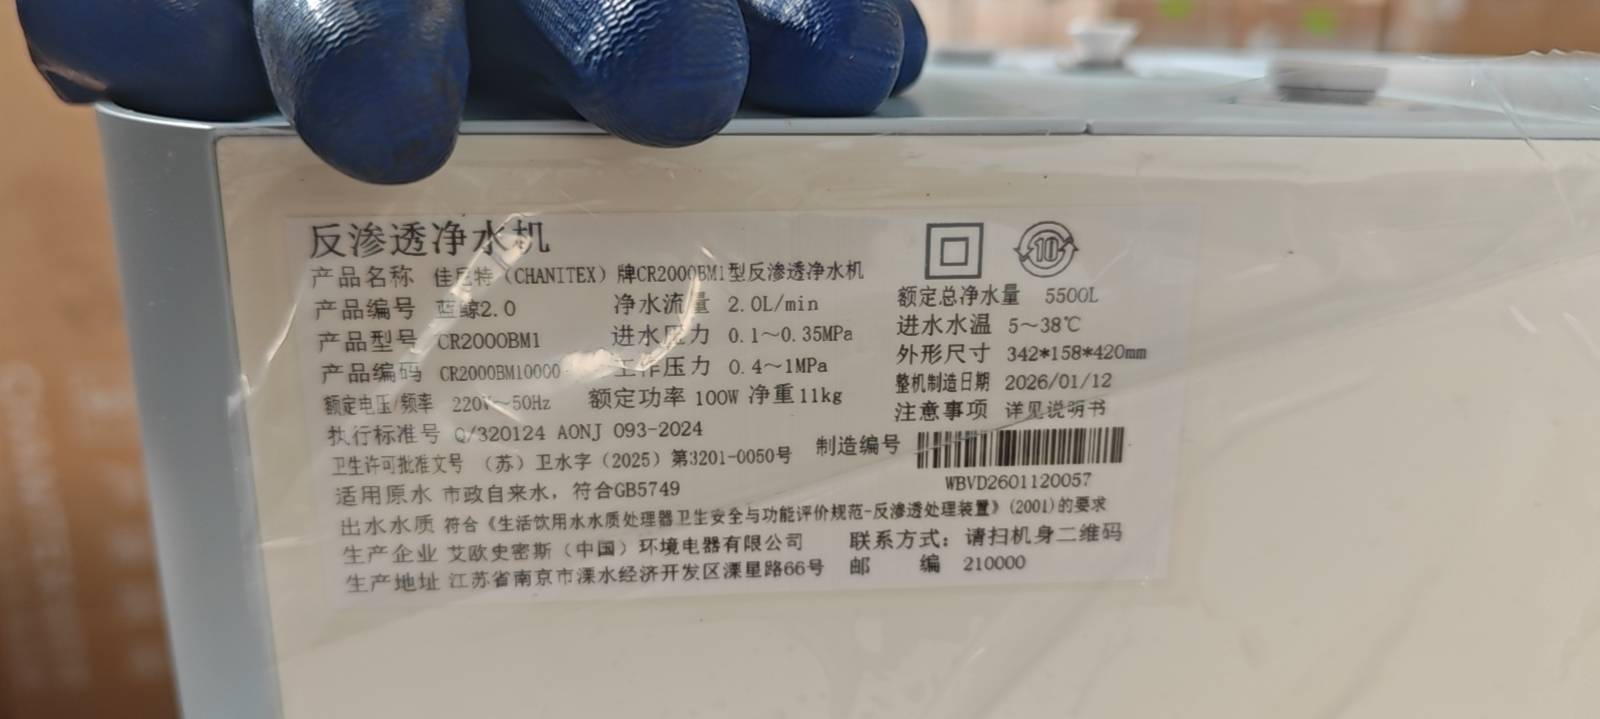 反渗透净水机
产品名称 佳尼特（CHANITEX）牌CR2000BM1型反渗透净水机
产品编号 蓝鲸2.0 净水流量 2.0L/min
产品型号 CR2000BM1 进水压力 0.1～0.35MPa
产品编码 CR2000BM10000 工作压力 0.4～1MPa
额定电压/频率 220V～50Hz 额定功率 100W 净重 11kg
执行标准号 Q/320124 AONJ 093-2024
卫生许可批准文号 （苏）卫水字（2025）第3201-0050号
适用原水 市政自来水，符合GB5749
出水水质 符合《生活饮用水水质处理器卫生安全与功能评价规范-反渗透处理装置》(2001)的要求
生产企业 艾欧史密斯（中国）环境电器有限公司
生产地址 江苏省南京市溧水经济开发区溧星路66号
10
额定总净水量 5500L
进水水温 5～38℃
外形尺寸 342*158*420mm
整机制造日期 2026/01/12
注意事项 详见说明书
制造编号
WBVD2601120057
联系方式：请扫机身二维码
邮 编 210000